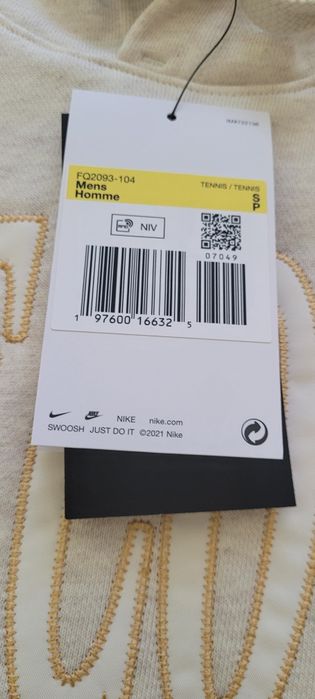 FQ2093-104
Mens
Homme
TENNIS / TENNIS
S
P
NIV
07049
1 97600 16632 5
NIKE nike.com
SWOOSH JUST DO IT ©2021 Nike